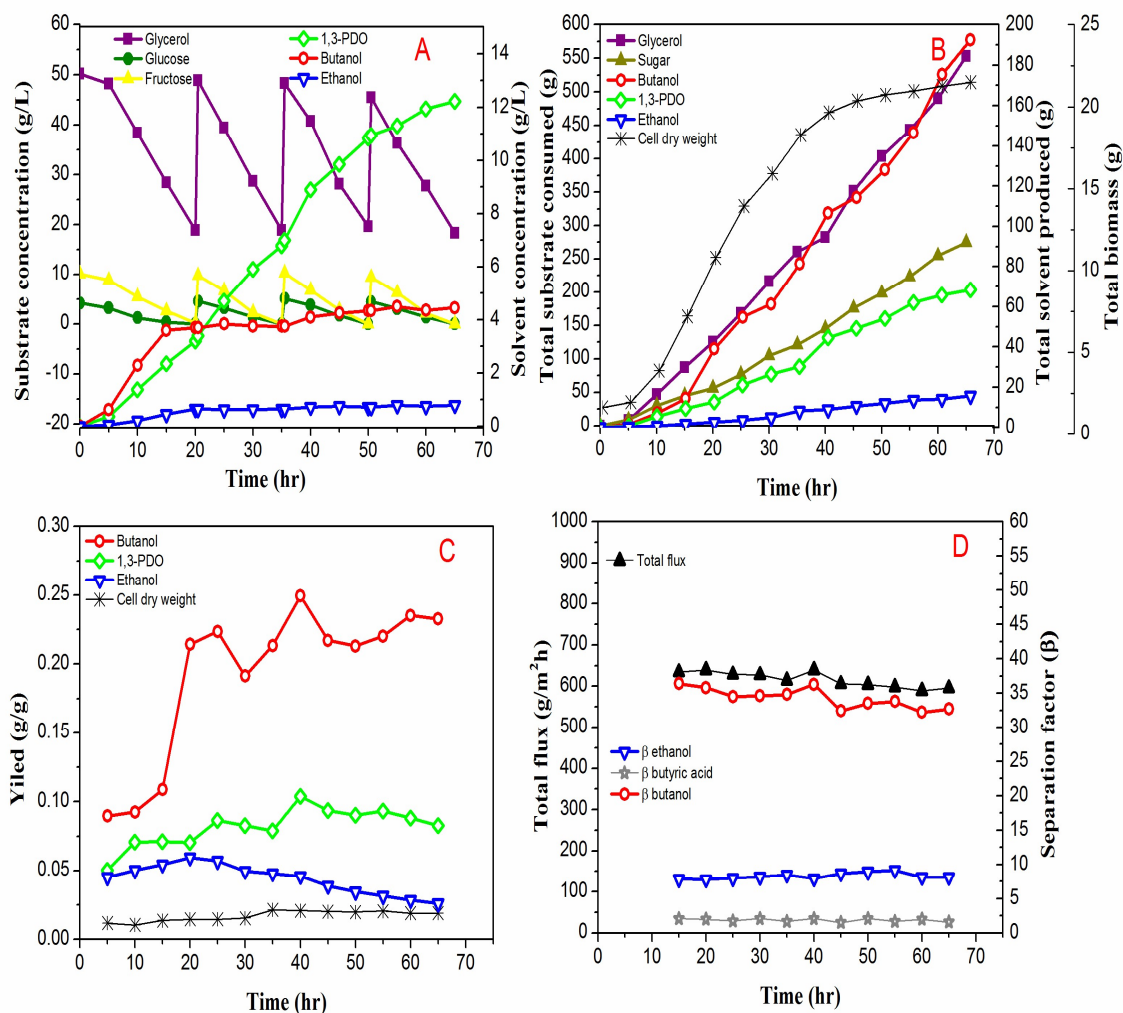 A
Glycerol
Glucose
Fructose
1,3-PDO
Butanol
Ethanol
Substrate concentration (g/L)
60
50
40
30
20
10
0
-10
-20
Solvent concentration (g/L)
14
12
10
8
6
4
2
0
0 10 20 30 40 50 60 70
Time (hr)
B
Glycerol
Sugar
Butanol
1,3-PDO
Ethanol
Cell dry weight
Total substrate consumed (g)
600
550
500
450
400
350
300
250
200
150
100
50
0
Total solvent produced (g)
200
180
160
140
120
100
80
60
40
20
0
Total biomass (g)
25
20
15
10
5
0
0 10 20 30 40 50 60 70
Time (hr)
C
Butanol
1,3-PDO
Ethanol
Cell dry weight
Yiled (g/g)
0.30
0.25
0.20
0.15
0.10
0.05
0.00
0 10 20 30 40 50 60 70
Time (hr)
D
Total flux
β ethanol
β butyric acid
β butanol
Total flux (g/m²h)
1000
900
800
700
600
500
400
300
200
100
0
Separation factor (β)
60
55
50
45
40
35
30
25
20
15
10
5
0
0 10 20 30 40 50 60 70
Time (hr)